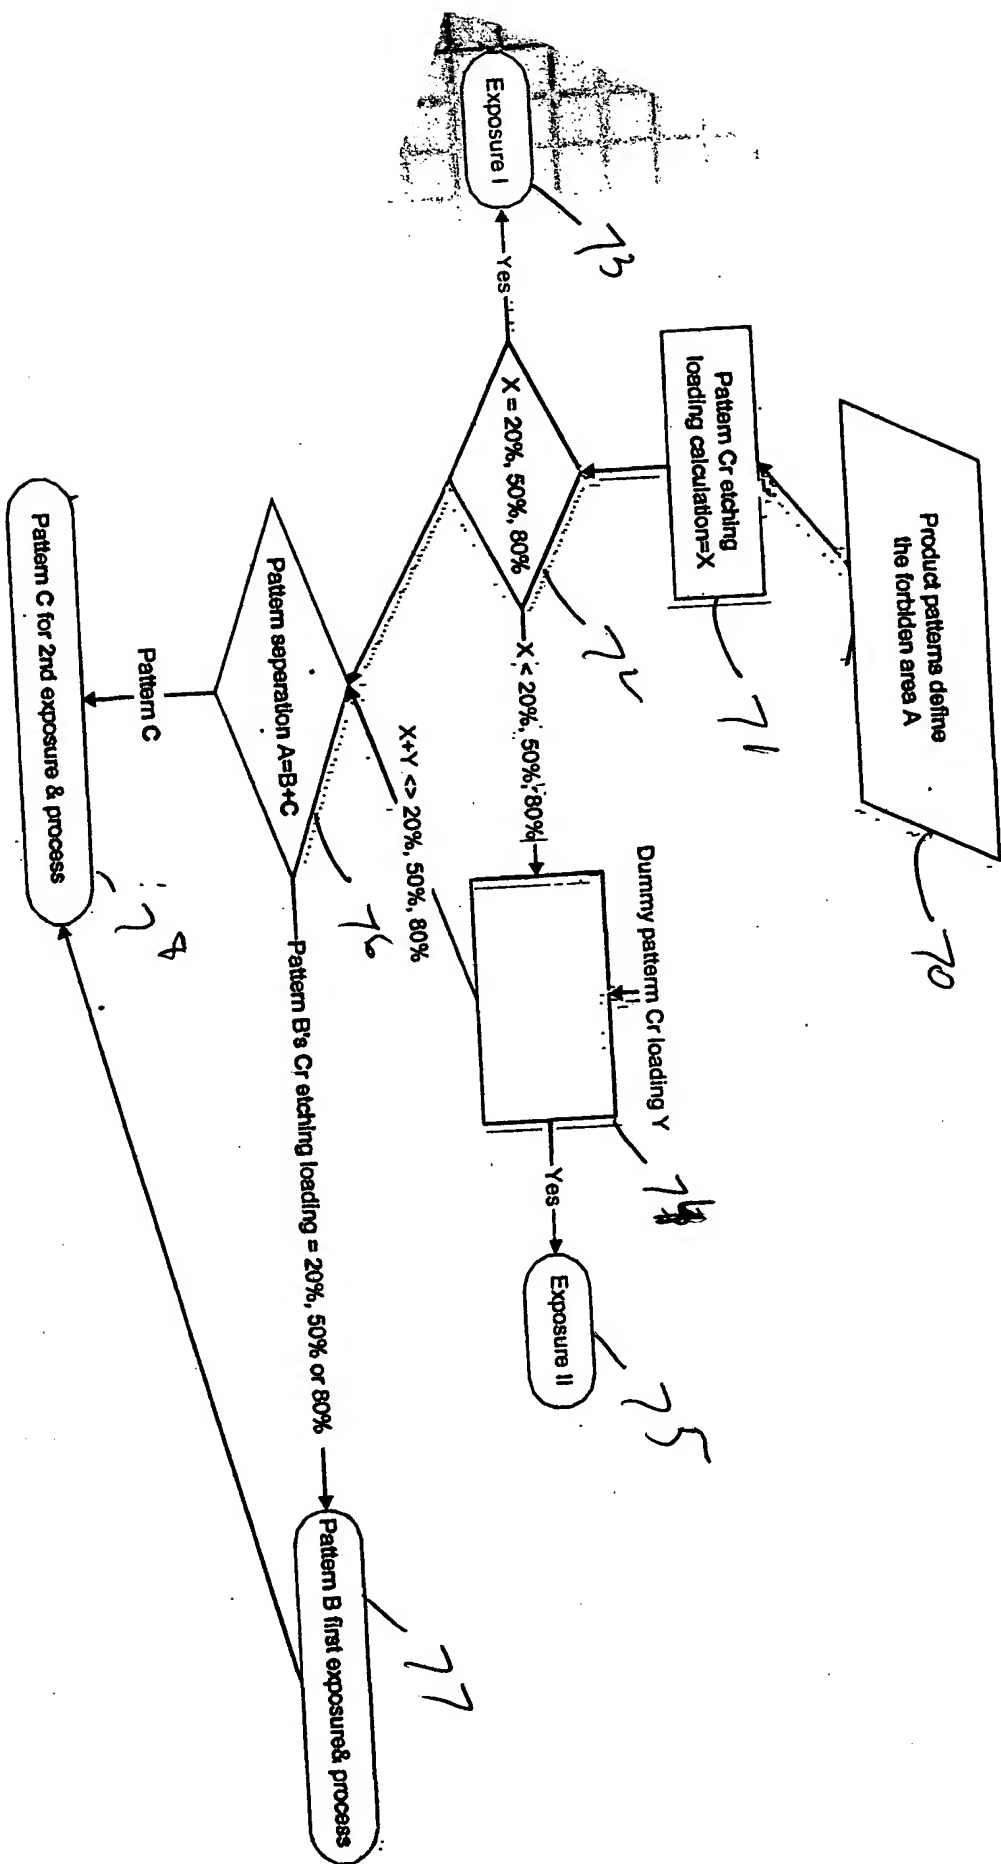 Product patterns define
the forbiden area A
70
Pattern Cr etching
loading calculation=X
71
X = 20%, 50%, 80%
72
Yes
Exposure I
73
X < 20%, 50%, 80%
Dummy patterm Cr loading Y
Yes
Exposure II
75
X+Y <> 20%, 50%, 80%
Pattern seperation A=B+C
76
Pattern B's Cr etching loading = 20%, 50% or 80%
Pattern B first exposure& process
77
Pattern C
Pattern C for 2nd exposure & process
78